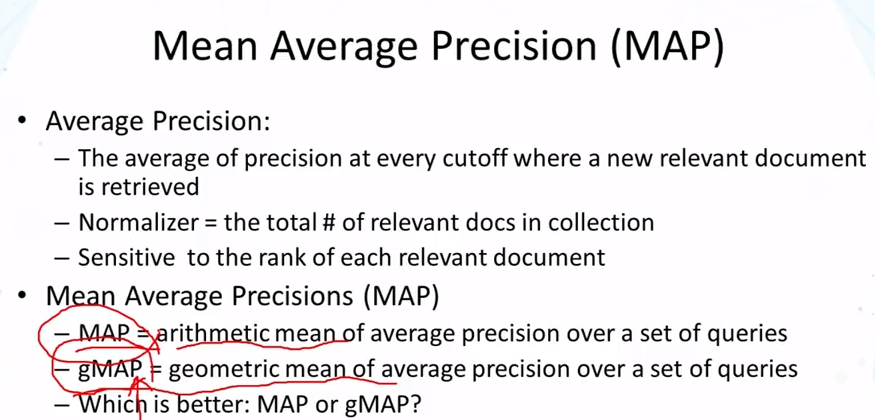 Mean Average Precision (MAP)
• Average Precision:
– The average of precision at every cutoff where a new relevant document
is retrieved
– Normalizer = the total # of relevant docs in collection
– Sensitive to the rank of each relevant document
• Mean Average Precisions (MAP)
– MAP = arithmetic mean of average precision over a set of queries
– gMAP = geometric mean of average precision over a set of queries
– Which is better: MAP or gMAP?